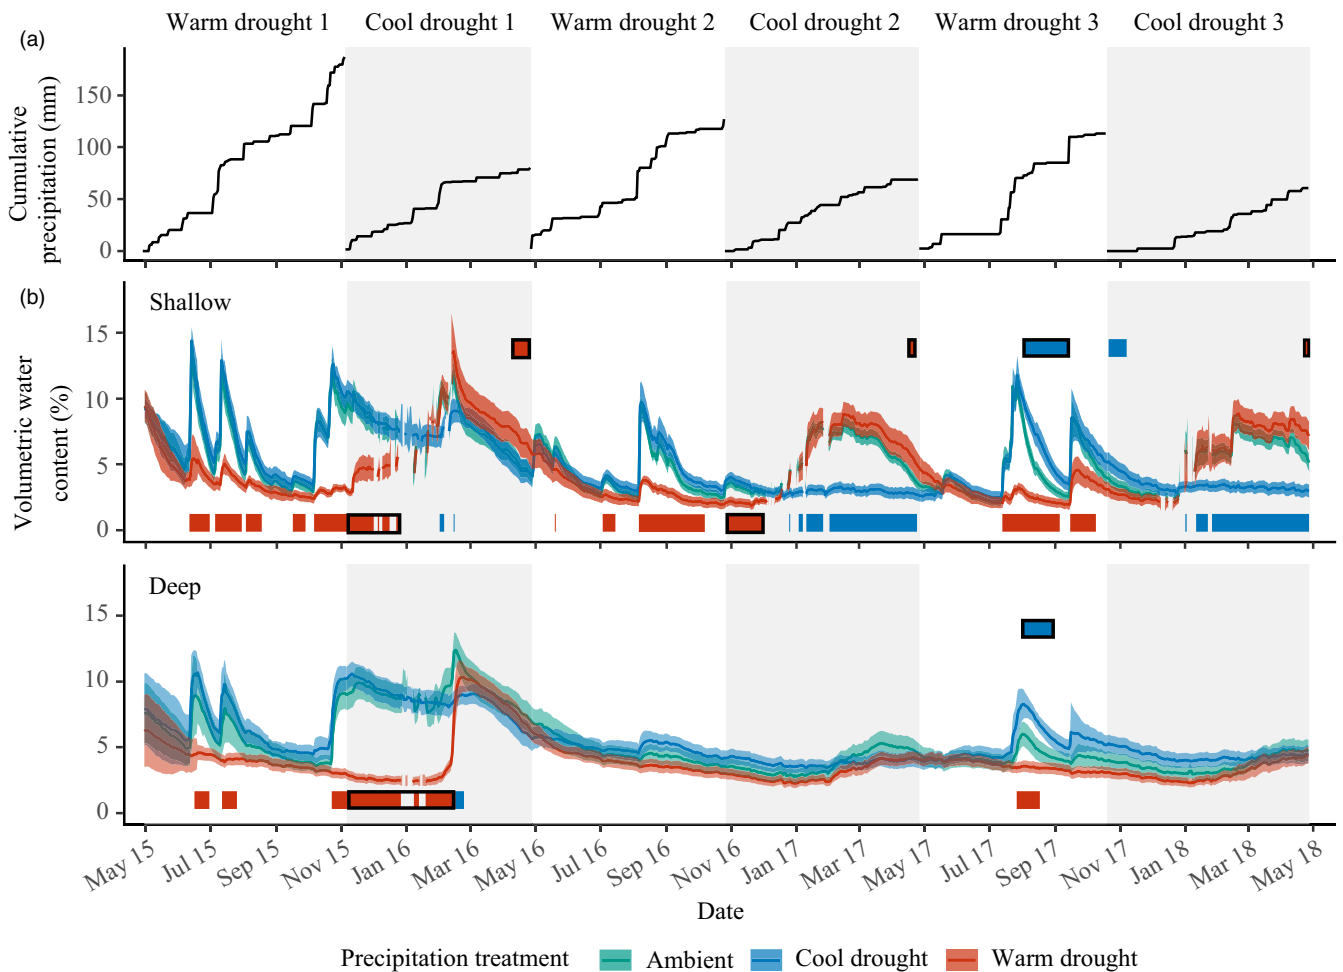 Warm drought 1 Cool drought 1 Warm drought 2 Cool drought 2 Warm drought 3 Cool drought 3
(a)
Cumulative
precipitation (mm)
150
100
50
0
(b)
Shallow
Volumetric water
content (%)
15
10
5
0
Deep
15
10
5
0
May 15 Jul 15 Sep 15 Nov 15 Jan 16 Mar 16 May 16 Jul 16 Sep 16 Nov 16 Jan 17 Mar 17 May 17 Jul 17 Sep 17 Nov 17 Jan 18 Mar 18 May 18
Date
Precipitation treatment Ambient Cool drought Warm drought